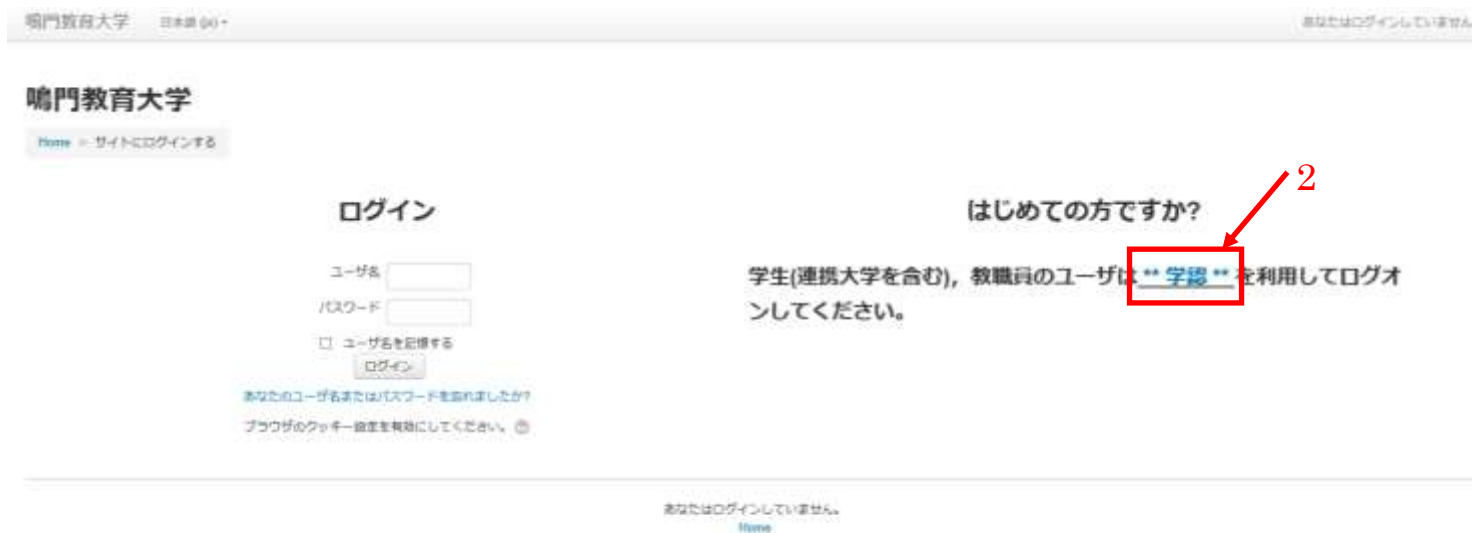 鳴門教育大学 日本語 (ja)
あなたはログインしていません
鳴門教育大学
Home » サイトにログインする
2
ログイン
はじめての方ですか?
ユーザ名
パスワード
学生(連携大学を含む)，教職員のユーザは ** 学認 ** を利用してログオ
ンしてください。
ユーザ名を記憶する
ログイン
あなたのユーザ名またはパスワードを忘れましたか?
ブラウザのクッキー設定を有効にしてください。
あなたはログインしていません。
Home